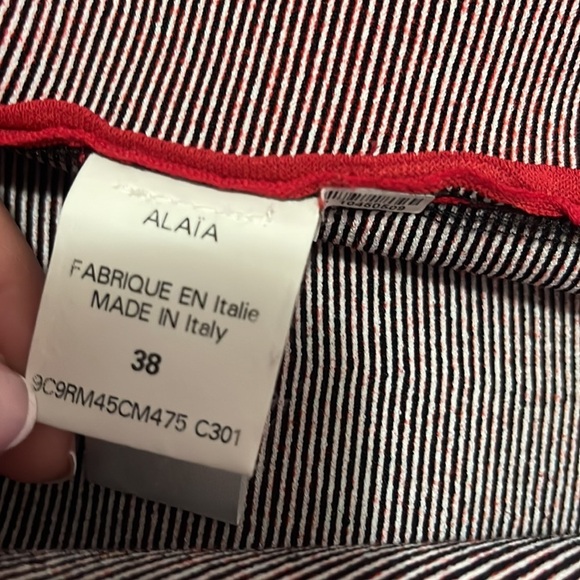 ALAÏA
FABRIQUE EN Italie
MADE IN Italy
38
9C9RM45CM475 C301